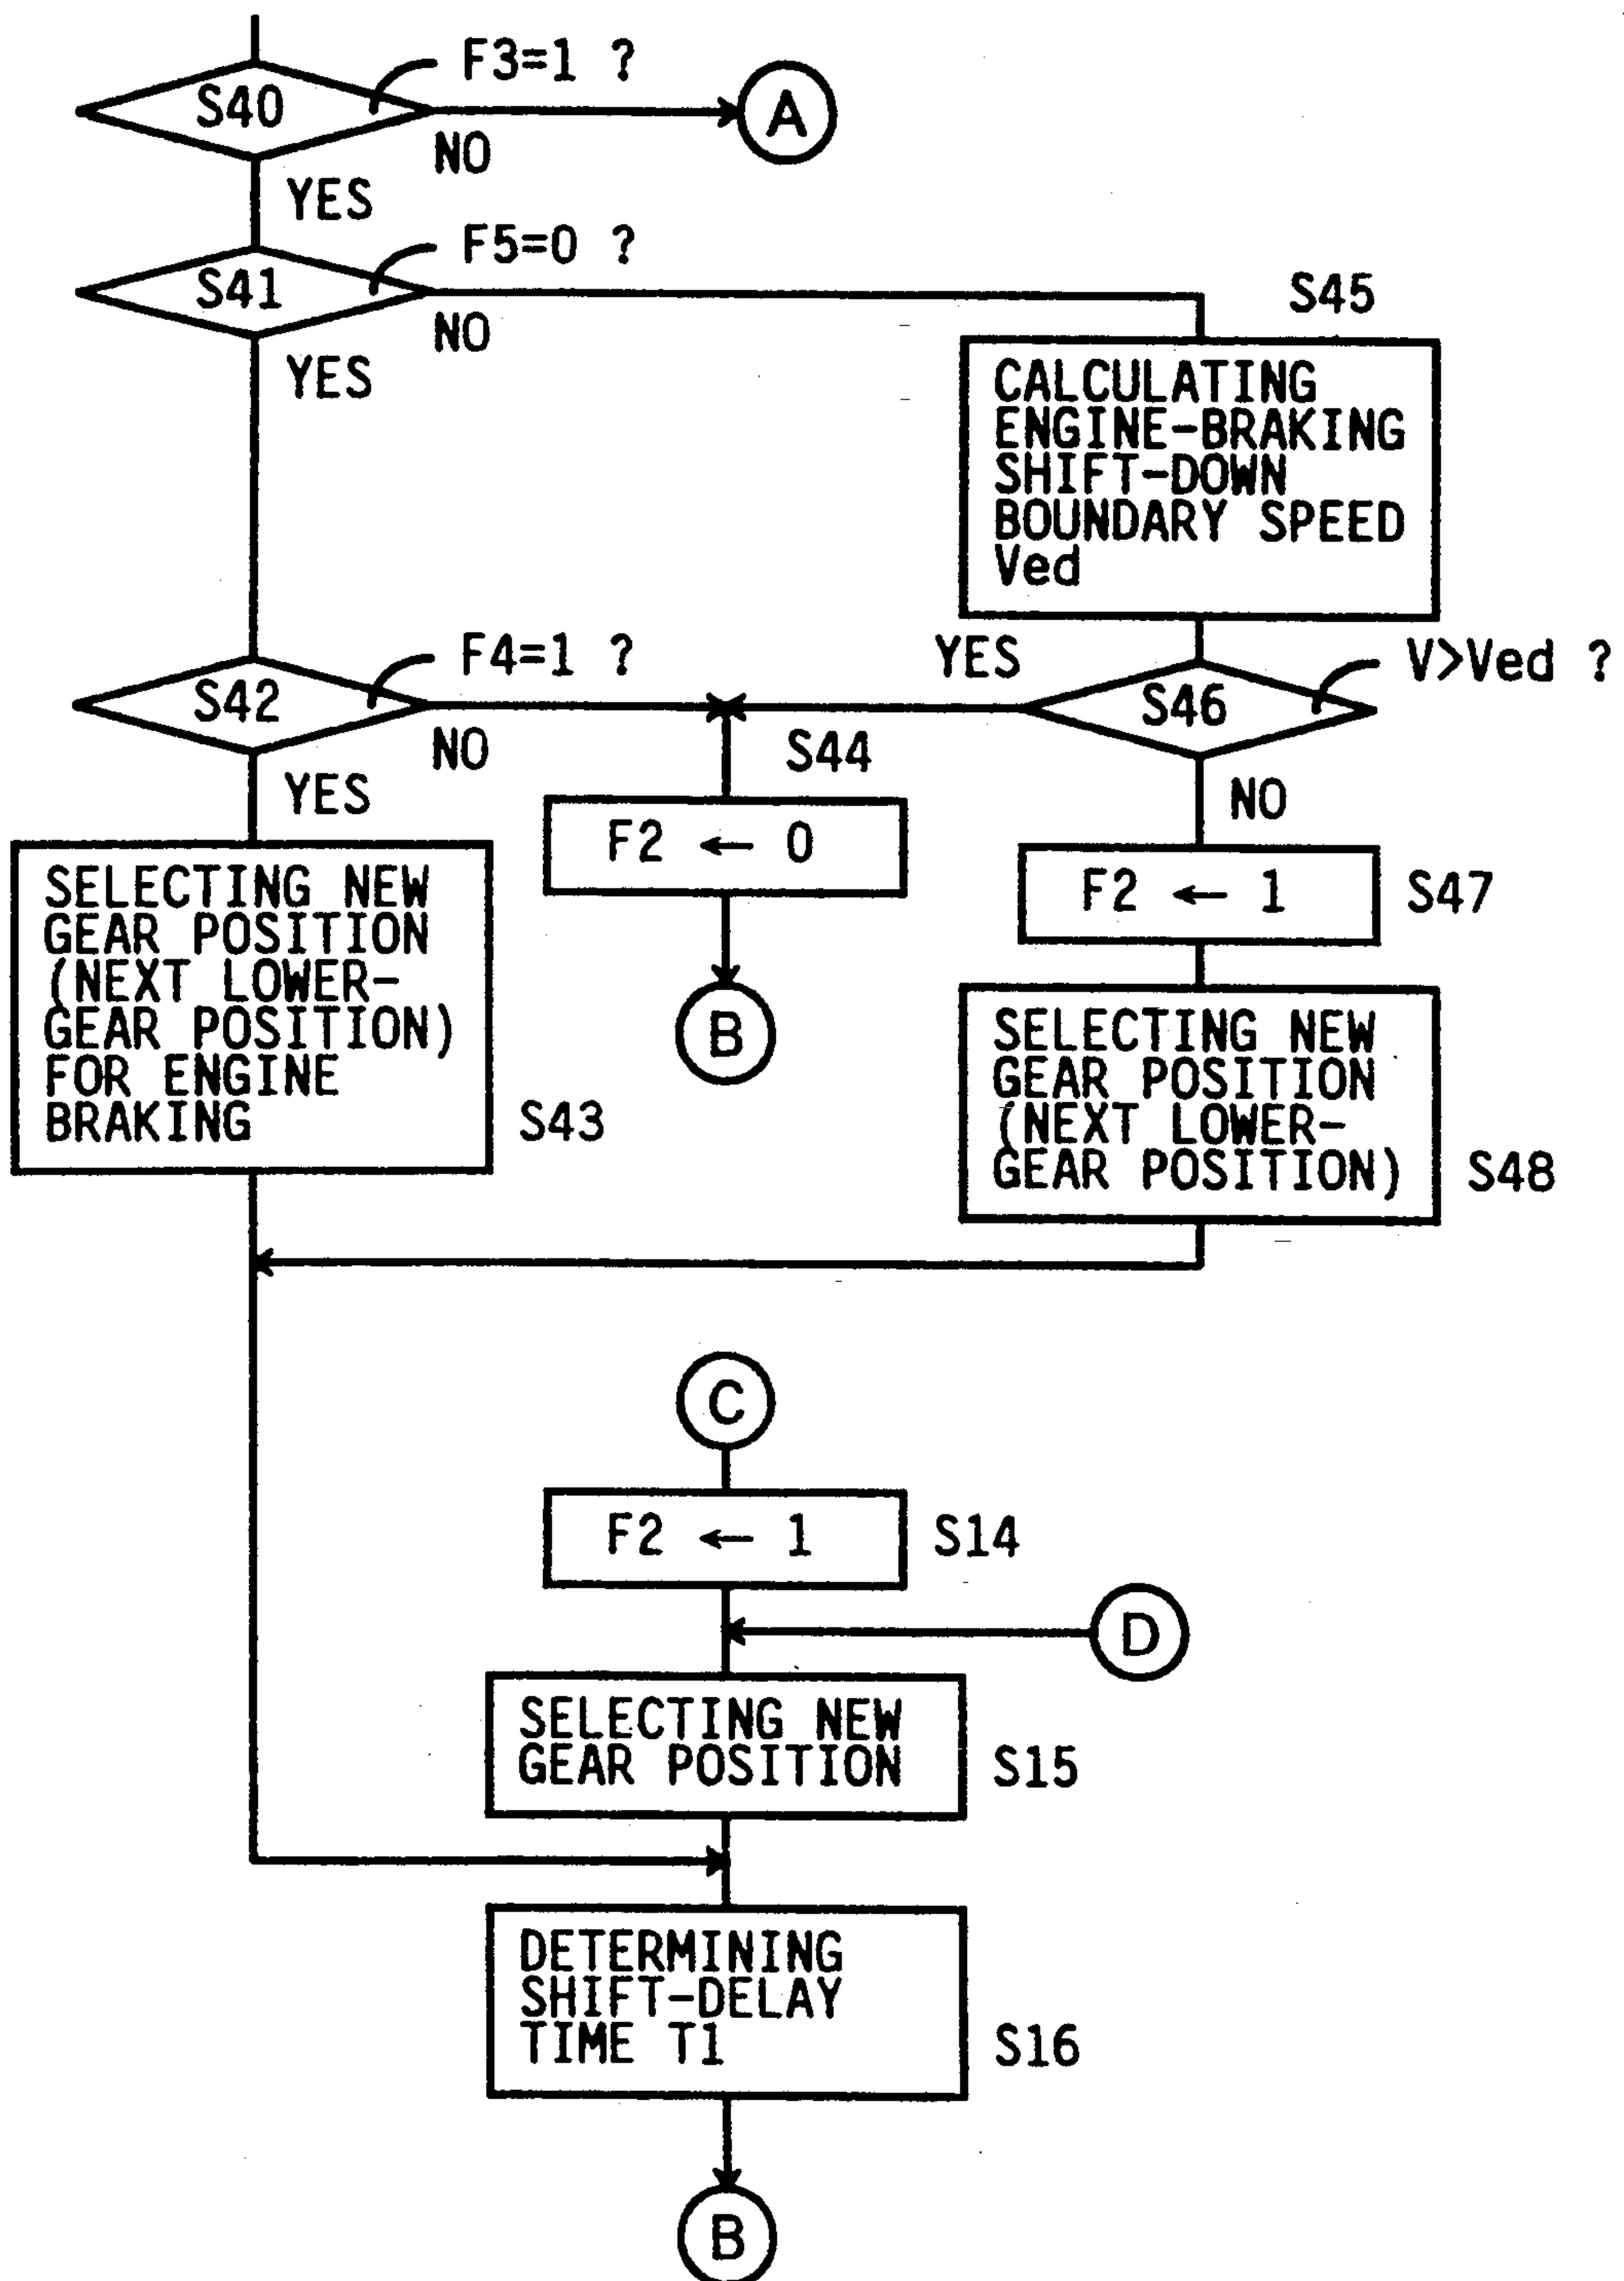 F3=1 ?
S40
A
NO
YES
F5=0 ?
S41
NO
YES
S45
CALCULATING
ENGINE-BRAKING
SHIFT-DOWN
BOUNDARY SPEED
Ved
F4=1 ?
S42
NO
YES
YES
V>Ved ?
S46
NO
S44
F2 ← 0
B
F2 ← 1
S47
SELECTING NEW
GEAR POSITION
(NEXT LOWER-
GEAR POSITION)
FOR ENGINE
BRAKING
S43
SELECTING NEW
GEAR POSITION
(NEXT LOWER-
GEAR POSITION)
S48
C
F2 ← 1
S14
D
SELECTING NEW
GEAR POSITION
S15
DETERMINING
SHIFT-DELAY
TIME T1
S16
B